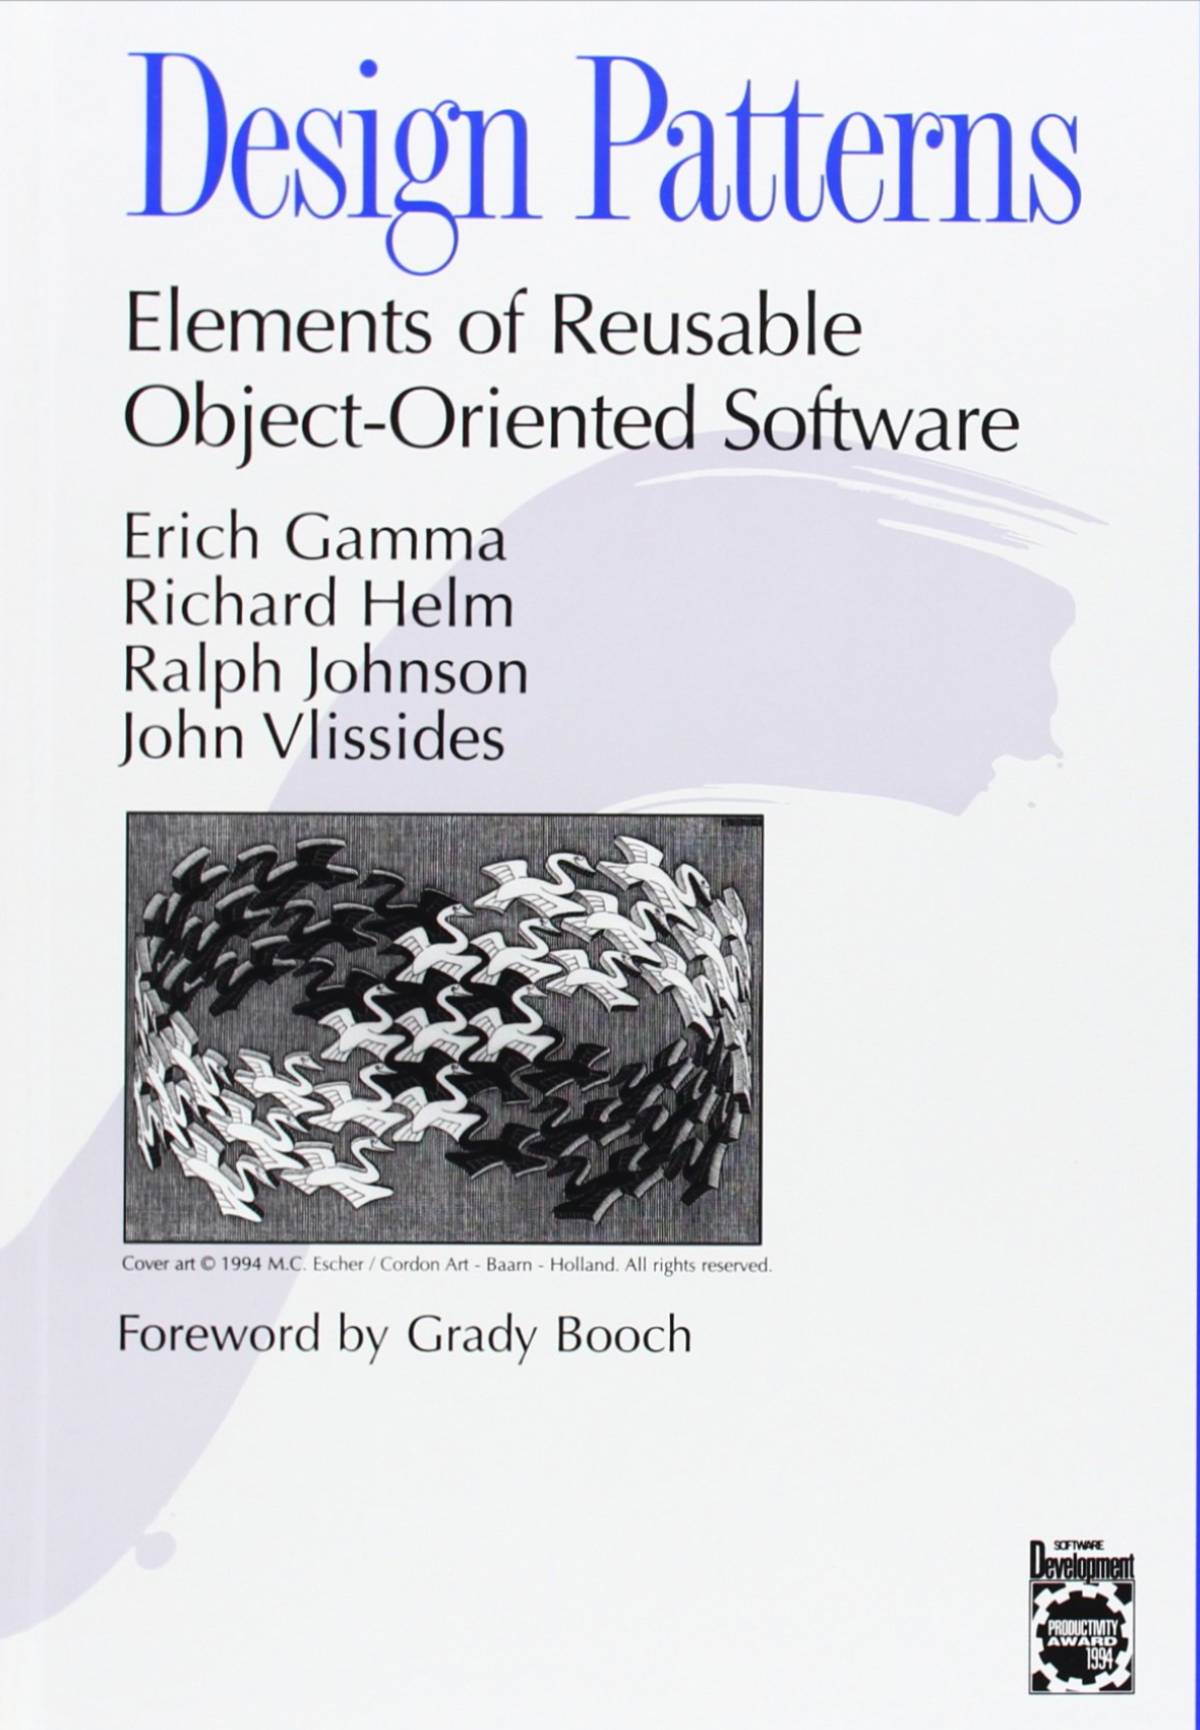 Design Patterns
Elements of Reusable
Object-Oriented Software
Erich Gamma
Richard Helm
Ralph Johnson
John Vlissides
Cover art © 1994 M.C. Escher / Cordon Art - Baarn - Holland. All rights reserved.
Foreword by Grady Booch
SOFTWARE
Development
PRODUCTIVITY
AWARD
1994